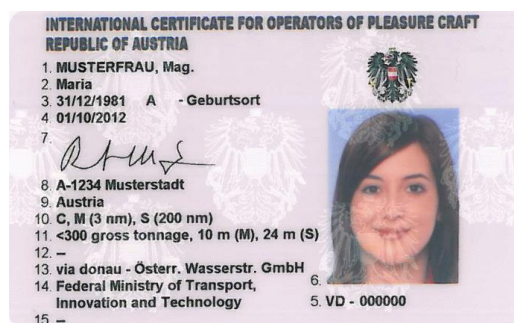 INTERNATIONAL CERTIFICATE FOR OPERATORS OF PLEASURE CRAFT
REPUBLIC OF AUSTRIA
1. MUSTERFRAU, Mag.
2. Maria
3. 31/12/1981 A - Geburtsort
4. 01/10/2012
7.
8. A-1234 Musterstadt
9. Austria
10. C, M (3 nm), S (200 nm)
11. <300 gross tonnage, 10 m (M), 24 m (S)
12. –
13. via donau - Österr. Wasserstr. GmbH
14. Federal Ministry of Transport,
Innovation and Technology
15. –
6.
5. VD - 000000